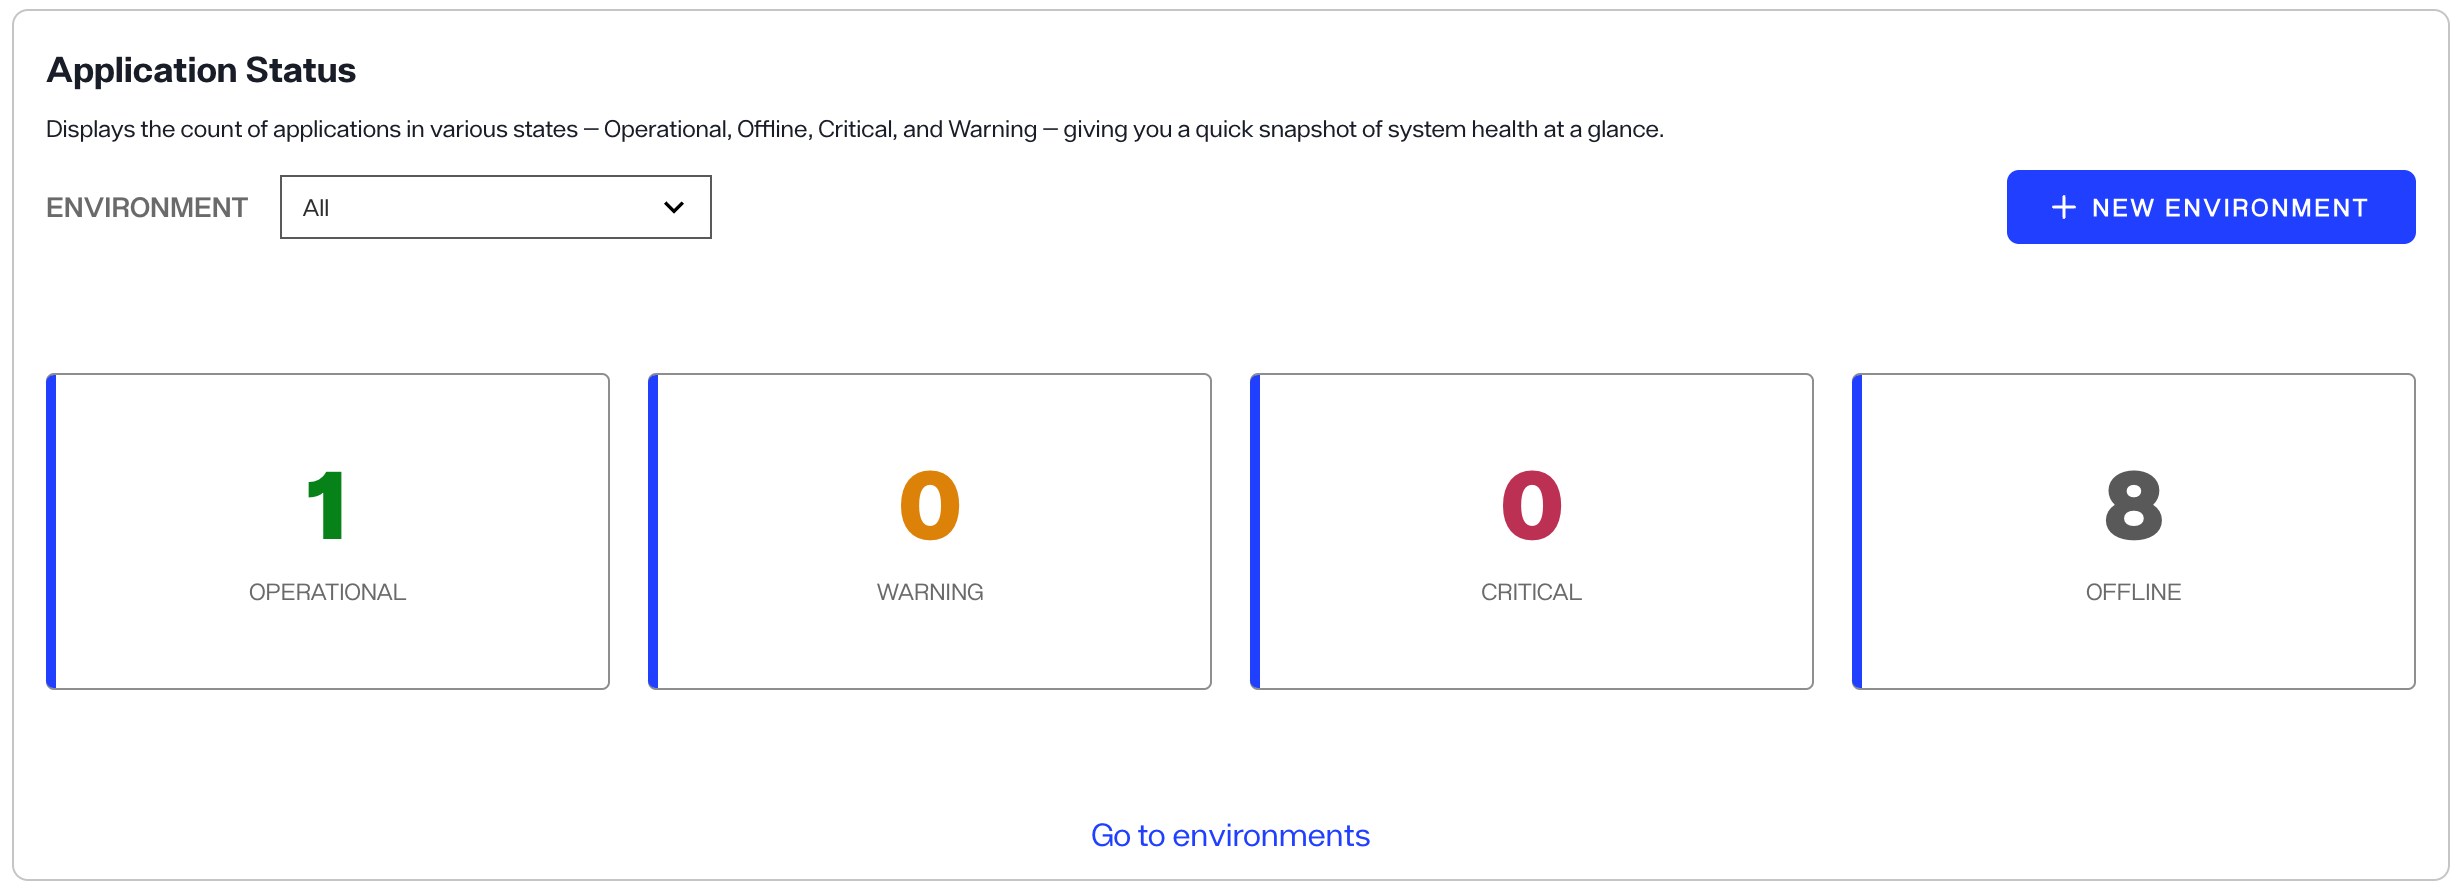 Application Status
Displays the count of applications in various states – Operational, Offline, Critical, and Warning – giving you a quick snapshot of system health at a glance.
ENVIRONMENT
All
+ NEW ENVIRONMENT
1
OPERATIONAL
0
WARNING
0
CRITICAL
8
OFFLINE
Go to environments